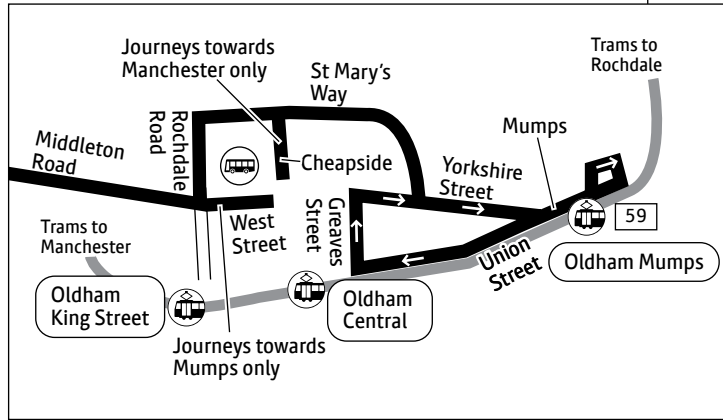 Journeys towards
Manchester only
St Mary's
Way
Trams to
Rochdale
Rochdale
Road
Middleton
Road
Mumps
Cheapside
Yorkshire
Street
Greaves
Street
West
Street
Trams to
Manchester
59
Union
Street
Oldham Mumps
Oldham
King Street
Oldham
Central
Journeys towards
Mumps only